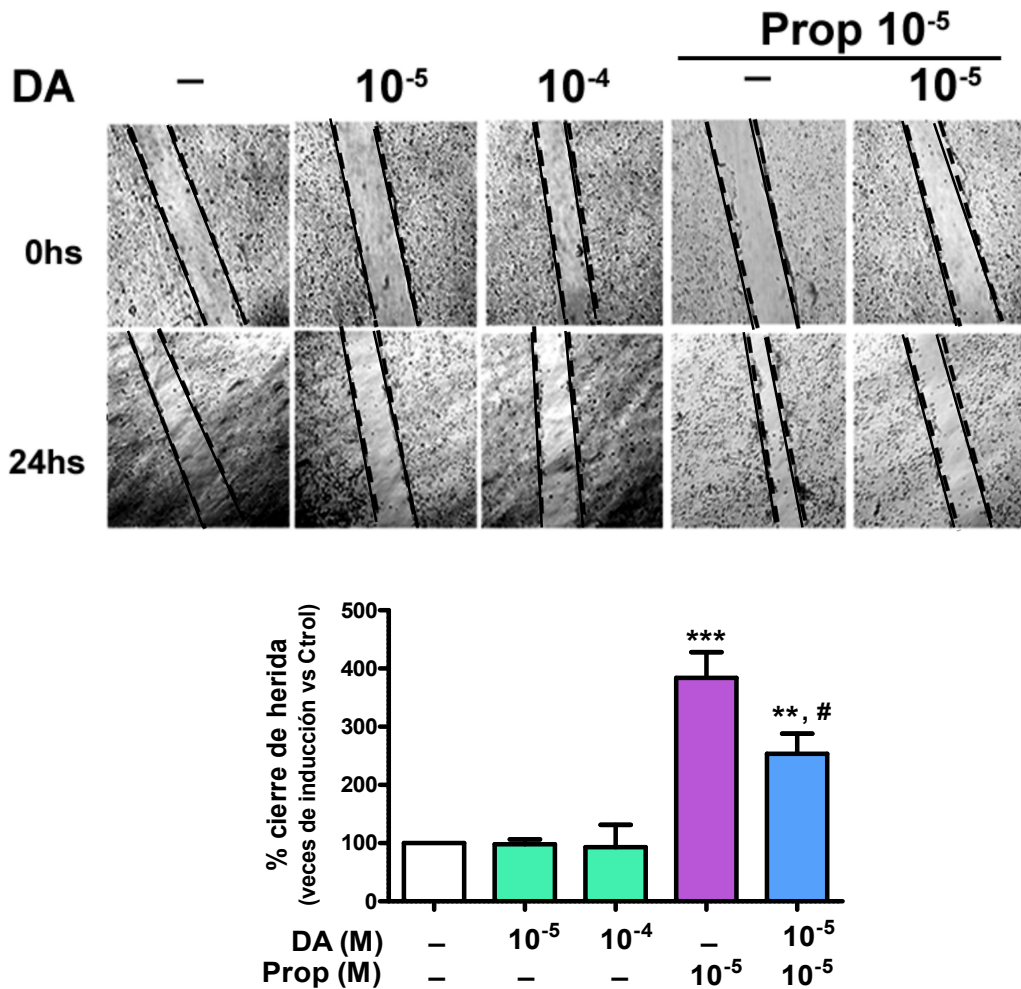 Prop 10⁻⁵
DA – 10⁻⁵ 10⁻⁴ – 10⁻⁵
0hs
24hs
% cierre de herida
(veces de inducción vs Ctrol)
500
400
300
200
100
0
***
**, #
DA (M) – 10⁻⁵ 10⁻⁴ – 10⁻⁵
Prop (M) – – – 10⁻⁵ 10⁻⁵